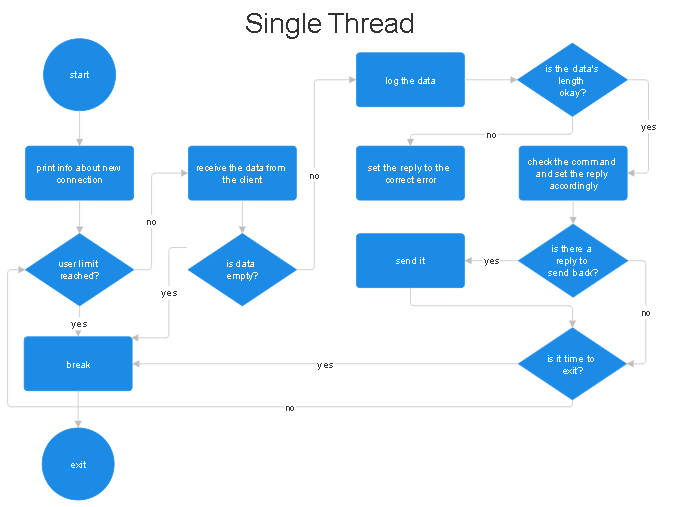 Single Thread
start
log the data
is the data's
length
okay?
no
yes
print info about new
connection
receive the data from
the client
no
no
set the reply to the
correct error
check the command
and set the reply
accordingly
user limit
reached?
is data
empty?
send it
yes
is there a
reply to
send back?
yes
yes
no
break
yes
is it time to
exit?
no
exit